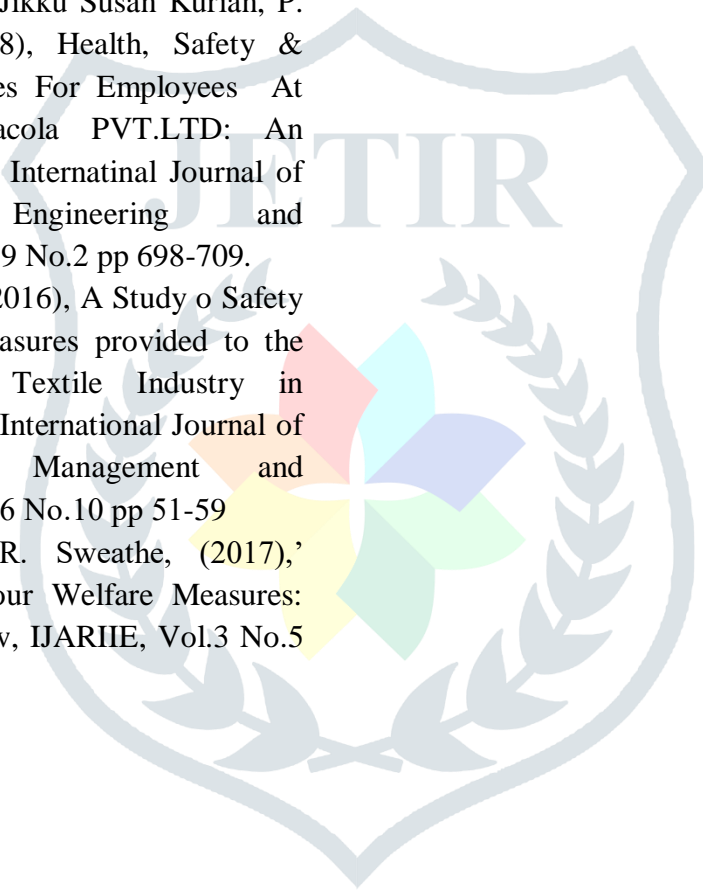 Jikku Susan Kurian, P.
8), Health, Safety &
es For Employees At
acola PVT.LTD: An
Internatinal Journal of
Engineering and
9 No.2 pp 698-709.
2016), A Study o Safety
asures provided to the
Textile Industry in
International Journal of
Management and
6 No.10 pp 51-59
R. Sweathe, (2017),’
our Welfare Measures:
v, IJARIIE, Vol.3 No.5
JETIR